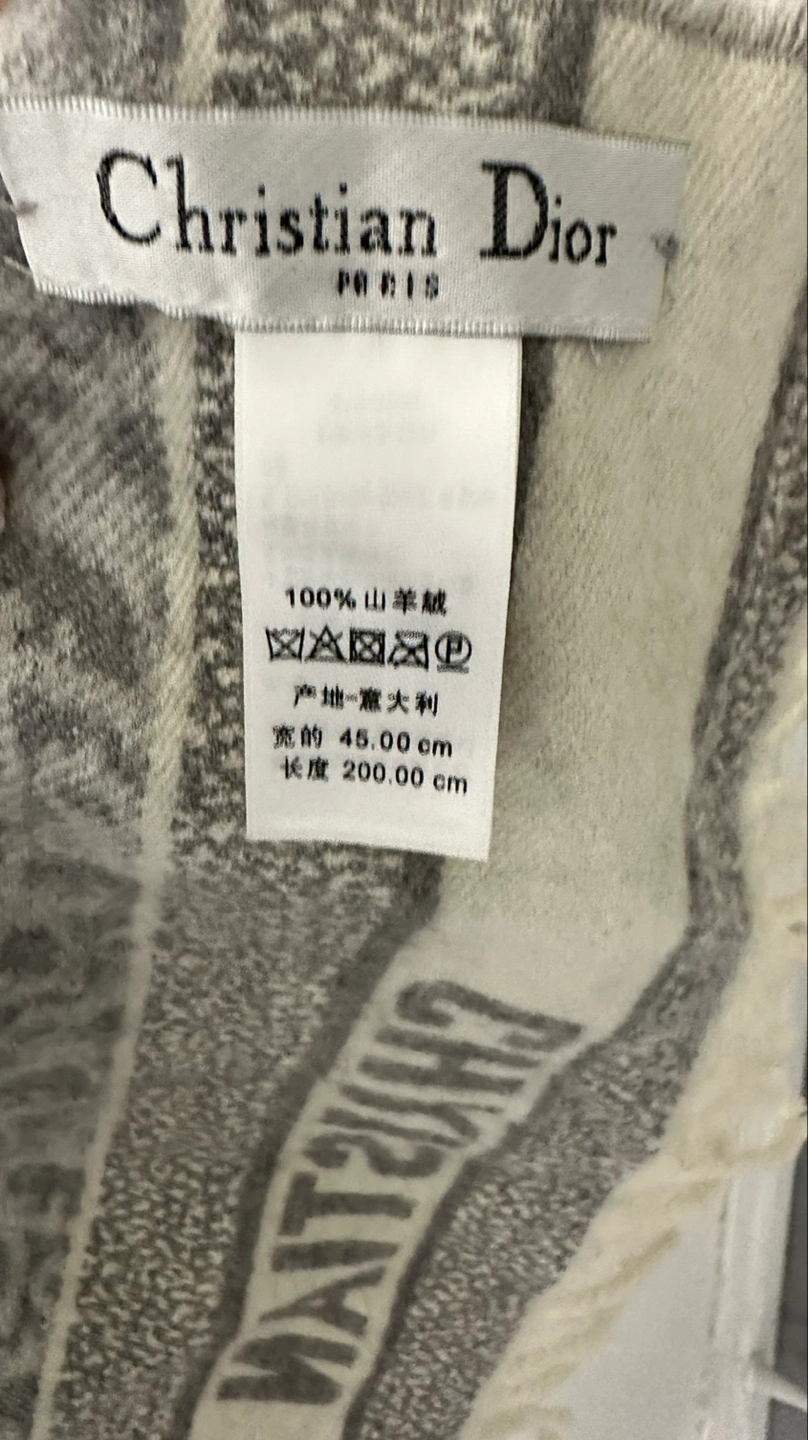 Christian Dior
PARIS
100% 山羊绒
产地-意大利
宽的 45.00 cm
长度 200.00 cm
CHRISTIAN